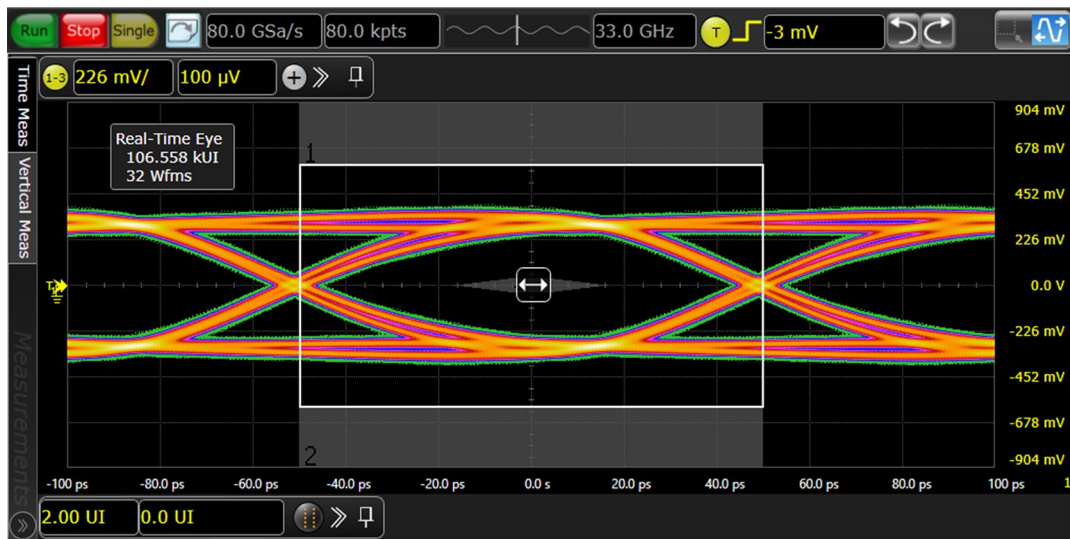 Run Stop Single 80.0 GSa/s 80.0 kpts 33.0 GHz T -3 mV
1-3 226 mV/ 100 µV
Time Meas
Vertical Meas
Measurements
Real-Time Eye
106.558 kUI
32 Wfms
1
2
904 mV
678 mV
452 mV
226 mV
0.0 V
-226 mV
-452 mV
-678 mV
-904 mV
-100 ps -80.0 ps -60.0 ps -40.0 ps -20.0 ps 0.0 s 20.0 ps 40.0 ps 60.0 ps 80.0 ps 100 ps
2.00 UI 0.0 UI